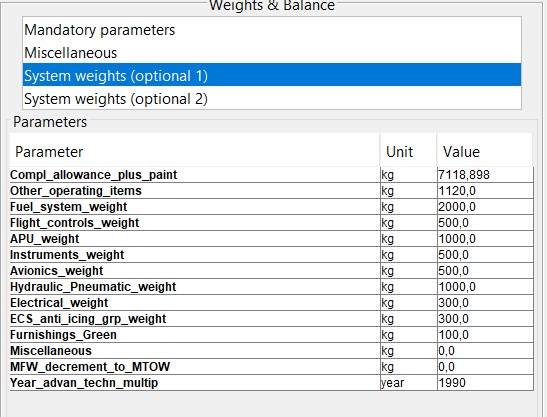 Weights & Balance
Mandatory parameters
Miscellaneous
System weights (optional 1)
System weights (optional 2)
Parameters
Parameter Unit Value
Compl_allowance_plus_paint kg 7118,898
Other_operating_items kg 1120,0
Fuel_system_weight kg 2000,0
Flight_controls_weight kg 500,0
APU_weight kg 1000,0
Instruments_weight kg 500,0
Avionics_weight kg 500,0
Hydraulic_Pneumatic_weight kg 1000,0
Electrical_weight kg 300,0
ECS_anti_icing_grp_weight kg 300,0
Furnishings_Green kg 100,0
Miscellaneous kg 0,0
MFW_decrement_to_MTOW kg 0,0
Year_advan_techn_multip year 1990